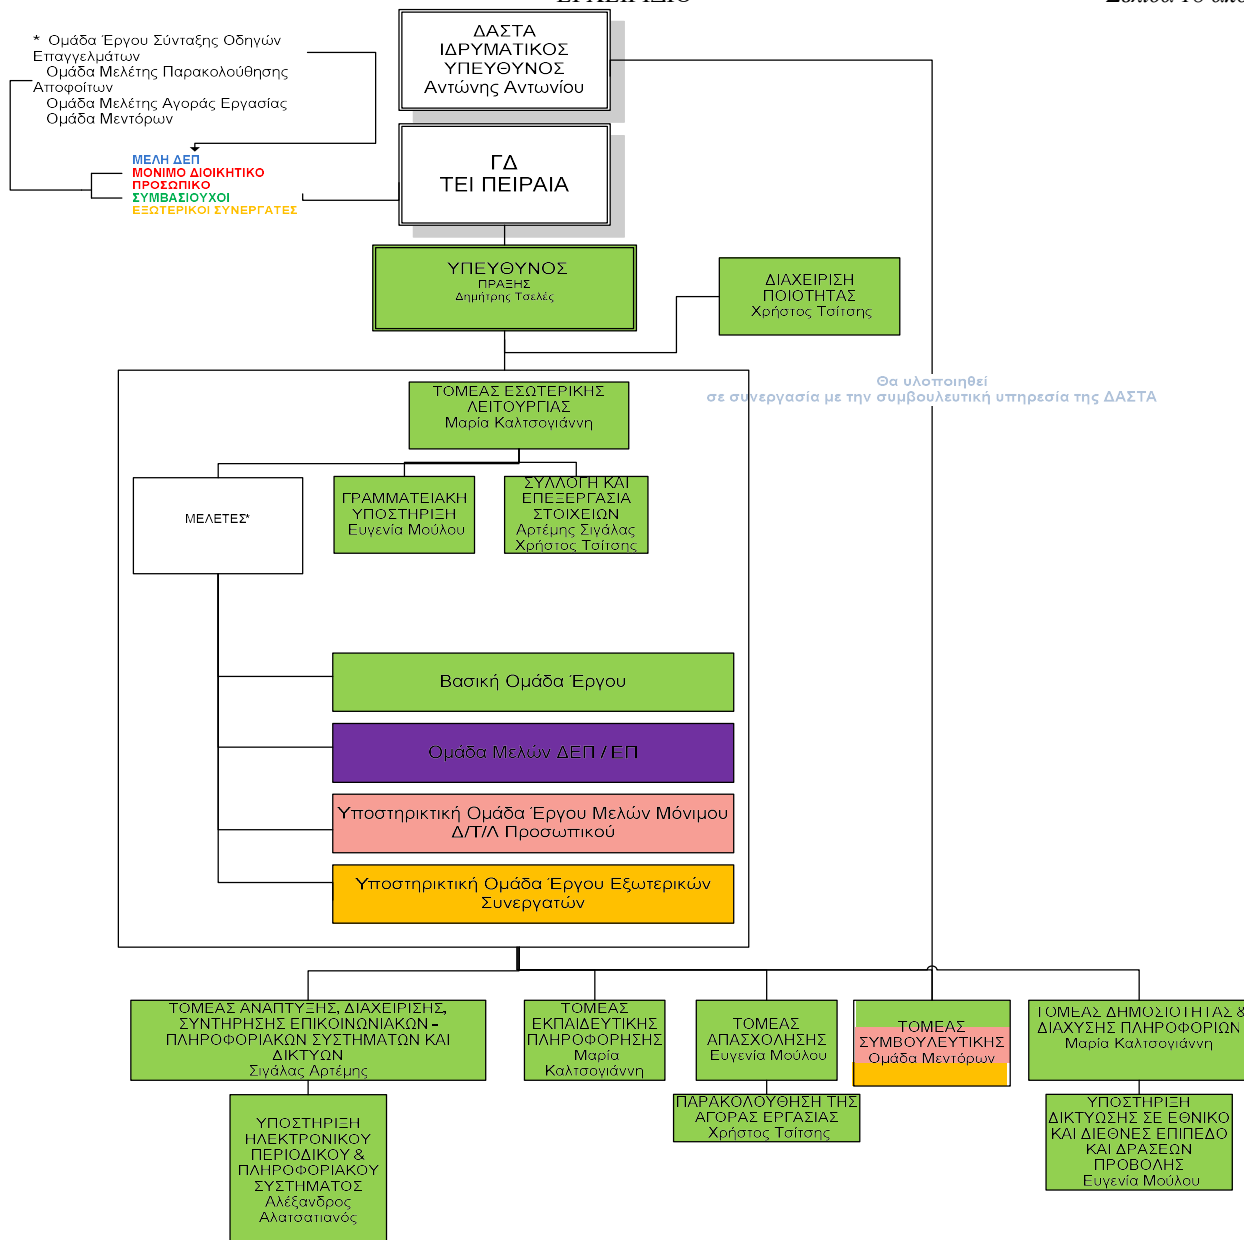 * Ομάδα Έργου Σύνταξης Οδηγών
Επαγγελμάτων
Ομάδα Μελέτης Παρακολούθησης
Αποφοίτων
Ομάδα Μελέτης Αγοράς Εργασίας
Ομάδα Μεντόρων
ΜΕΛΗ ΔΕΠ
ΜΟΝΙΜΟ ΔΙΟΙΚΗΤΙΚΟ
ΠΡΟΣΩΠΙΚΟ
ΣΥΜΒΑΣΙΟΥΧΟΙ
ΕΞΩΤΕΡΙΚΟΙ ΣΥΝΕΡΓΑΤΕΣ
ΔΑΣΤΑ
ΙΔΡΥΜΑΤΙΚΟΣ
ΥΠΕΥΘΥΝΟΣ
Αντώνης Αντωνίου
ΓΔ
ΤΕΙ ΠΕΙΡΑΙΑ
ΥΠΕΥΘΥΝΟΣ
ΠΡΑΞΗΣ
Δημήτρης Τσελές
ΔΙΑΧΕΙΡΙΣΗ
ΠΟΙΟΤΗΤΑΣ
Χρήστος Τσίτσης
Θα υλοποιηθεί
σε συνεργασία με την συμβουλευτική υπηρεσία της ΔΑΣΤΑ
ΤΟΜΕΑΣ ΕΣΩΤΕΡΙΚΗΣ
ΛΕΙΤΟΥΡΓΙΑΣ
Μαρία Καλτσογιάννη
ΜΕΛΕΤΕΣ*
ΓΡΑΜΜΑΤΕΙΑΚΗ
ΥΠΟΣΤΗΡΙΞΗ
Ευγενία Μούλου
ΣΥΛΛΟΓΗ ΚΑΙ
ΕΠΕΞΕΡΓΑΣΙΑ
ΣΤΟΙΧΕΙΩΝ
Αρτέμης Σιγάλας
Χρήστος Τσίτσης
Βασική Ομάδα Έργου
Ομάδα Μελών ΔΕΠ / ΕΠ
Υποστηρικτική Ομάδα Έργου Μελών Μόνιμου
Δ/Τ/Λ Προσωπικού
Υποστηρικτική Ομάδα Έργου Εξωτερικών
Συνεργατών
ΤΟΜΕΑΣ ΑΝΑΠΤΥΞΗΣ, ΔΙΑΧΕΙΡΙΣΗΣ,
ΣΥΝΤΗΡΗΣΗΣ ΕΠΙΚΟΙΝΩΝΙΑΚΩΝ –
ΠΛΗΡΟΦΟΡΙΑΚΩΝ ΣΥΣΤΗΜΑΤΩΝ ΚΑΙ
ΔΙΚΤΥΩΝ
Σιγάλας Αρτέμης
ΥΠΟΣΤΗΡΙΞΗ
ΗΛΕΚΤΡΟΝΙΚΟΥ
ΠΕΡΙΟΔΙΚΟΥ &
ΠΛΗΡΟΦΟΡΙΑΚΟΥ
ΣΥΣΤΗΜΑΤΟΣ
Αλέξανδρος
Αλατσατιανός
ΤΟΜΕΑΣ
ΕΚΠΑΙΔΕΥΤΙΚΗΣ
ΠΛΗΡΟΦΟΡΗΣΗΣ
Μαρία
Καλτσογιάννη
ΤΟΜΕΑΣ
ΑΠΑΣΧΟΛΗΣΗΣ
Ευγενία Μούλου
ΠΑΡΑΚΟΛΟΥΘΗΣΗ ΤΗΣ
ΑΓΟΡΑΣ ΕΡΓΑΣΙΑΣ
Χρήστος Τσίτσης
ΤΟΜΕΑΣ
ΣΥΜΒΟΥΛΕΥΤΙΚΗΣ
Ομάδα Μεντόρων
ΤΟΜΕΑΣ ΔΗΜΟΣΙΟΤΗΤΑΣ &
ΔΙΑΧΥΣΗΣ ΠΛΗΡΟΦΟΡΙΩΝ
Μαρία Καλτσογιάννη
ΥΠΟΣΤΗΡΙΞΗ
ΔΙΚΤΥΩΣΗΣ ΣΕ ΕΘΝΙΚΟ
ΚΑΙ ΔΙΕΘΝΕΣ ΕΠΙΠΕΔΟ
ΚΑΙ ΔΡΑΣΕΩΝ
ΠΡΟΒΟΛΗΣ
Ευγενία Μούλου